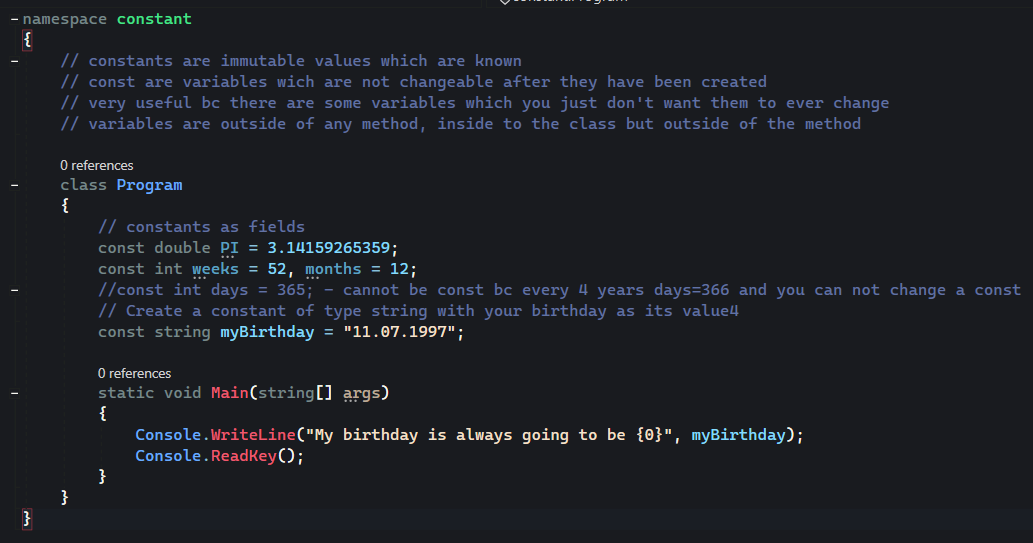 namespace constant
{
// constants are immutable values which are known
// const are variables wich are not changeable after they have been created
// very useful bc there are some variables which you just don't want them to ever change
// variables are outside of any method, inside to the class but outside of the method
0 references
class Program
{
// constants as fields
const double PI = 3.14159265359;
const int weeks = 52, months = 12;
//const int days = 365; - cannot be const bc every 4 years days=366 and you can not change a const
// Create a constant of type string with your birthday as its value4
const string myBirthday = "11.07.1997";
0 references
static void Main(string[] args)
{
Console.WriteLine("My birthday is always going to be {0}", myBirthday);
Console.ReadKey();
}
}
}